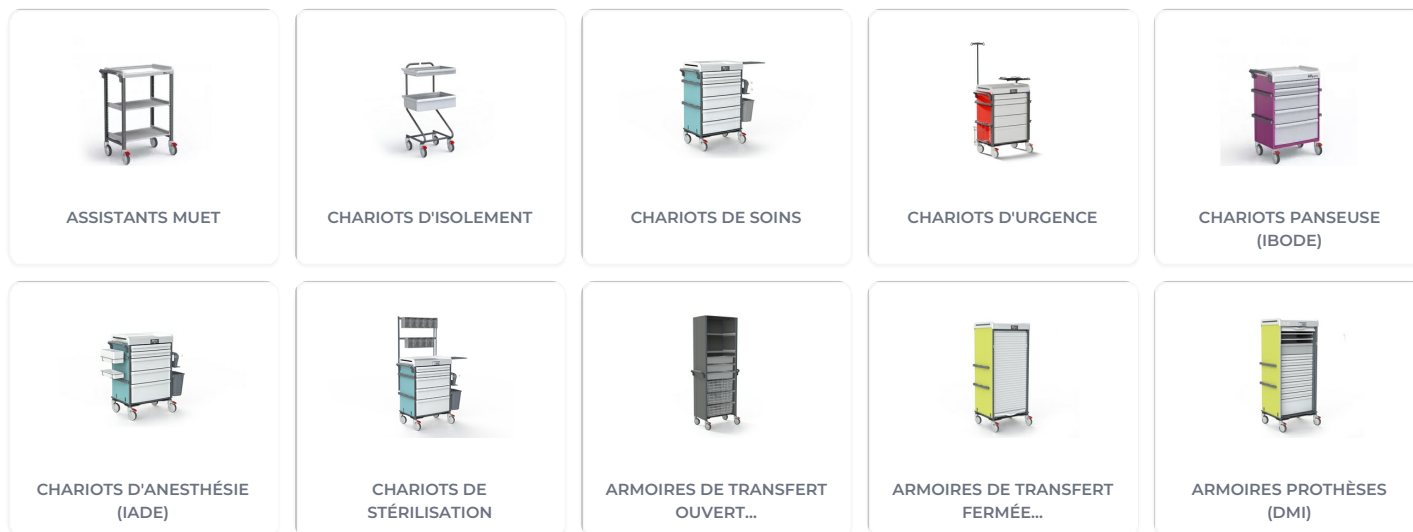 ASSISTANTS MUET
CHARIOTS D'ISOLEMENT
CHARIOTS DE SOINS
CHARIOTS D'URGENCE
CHARIOTS PANSEUSE
(IBODE)
CHARIOTS D'ANESTHÉSIE
(IADE)
CHARIOTS DE
STÉRILISATION
ARMOIRES DE TRANSFERT
OUVERT...
ARMOIRES DE TRANSFERT
FERMÉE...
ARMOIRES PROTHÈSES
(DMI)